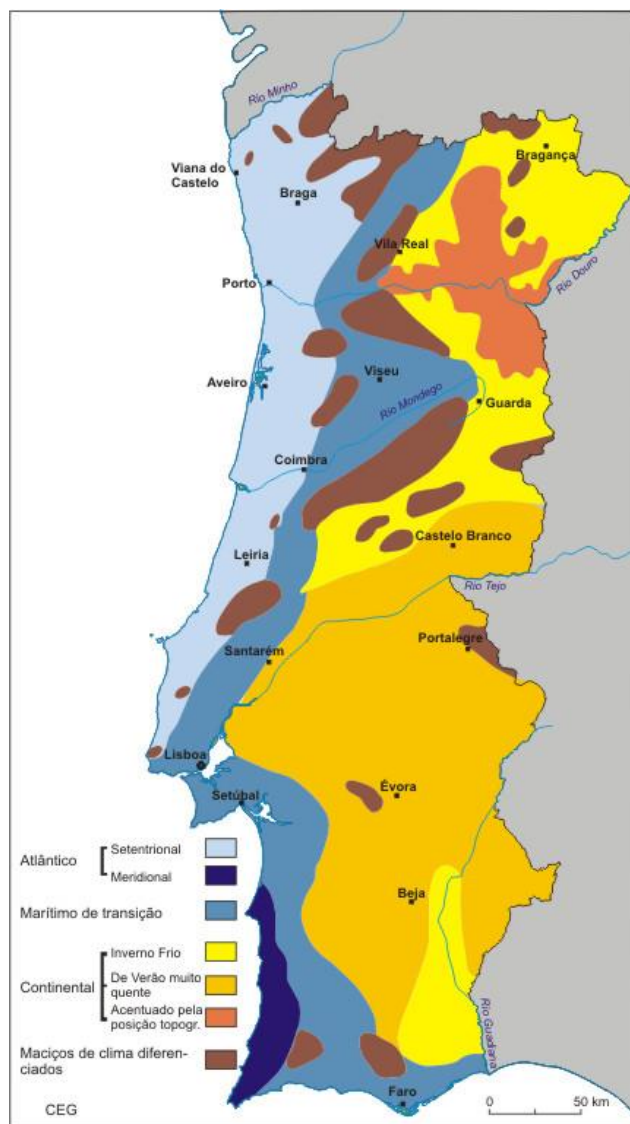 Rio Minho
Bragança
Viana do
Castelo
Braga
Vila Real
Porto
Rio Douro
Aveiro
Viseu
Rio Mondego
Guarda
Coimbra
Castelo Branco
Leiria
Rio Tejo
Portalegre
Santarém
Lisboa
Évora
Setúbal
Atlântico
Setentrional
Meridional
Beja
Marítimo de transição
Continental
Inverno Frio
De Verão muito
quente
Acentuado pela
posição topogr.
Rio Guadiana
Maciços de clima diferen-
ciados
Faro
CEG
0 50 km